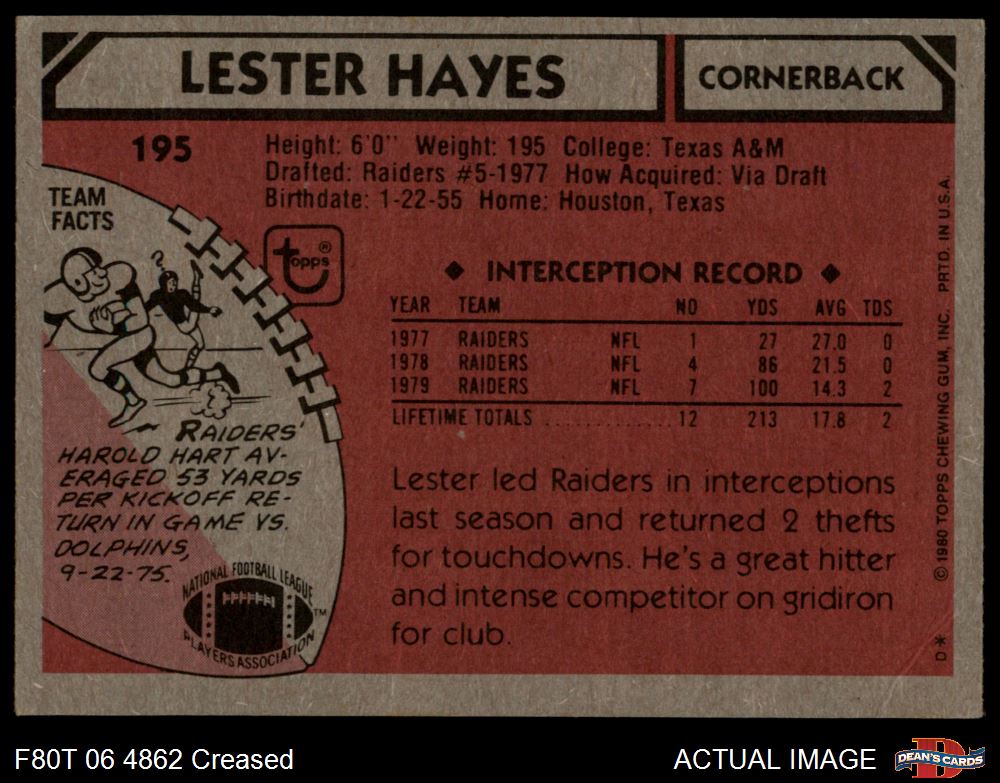 LESTER HAYES
CORNERBACK
195
Height: 6'0" Weight: 195 College: Texas A&M
Drafted: Raiders #5-1977 How Acquired: Via Draft
Birthdate: 1-22-55 Home: Houston, Texas
TEAM
FACTS
?
topps®
RAIDERS'
HAROLD HART AV-
ERAGED 53 YARDS
PER KICKOFF RE-
TURN IN GAME VS.
DOLPHINS,
9-22-75.
NATIONAL FOOTBALL LEAGUE
PLAYERS ASSOCIATION
TM
◆ INTERCEPTION RECORD ◆
YEAR TEAM NO YDS AVG TDS
1977 RAIDERS NFL 1 27 27.0 0
1978 RAIDERS NFL 4 86 21.5 0
1979 RAIDERS NFL 7 100 14.3 2
LIFETIME TOTALS ............ 12 213 17.8 2
Lester led Raiders in interceptions
last season and returned 2 thefts
for touchdowns. He's a great hitter
and intense competitor on gridiron
for club.
D* © 1980 TOPPS CHEWING GUM, INC. PRTD. IN U.S.A.
F80T 06 4862 Creased
ACTUAL IMAGE
DEAN'S CARDS